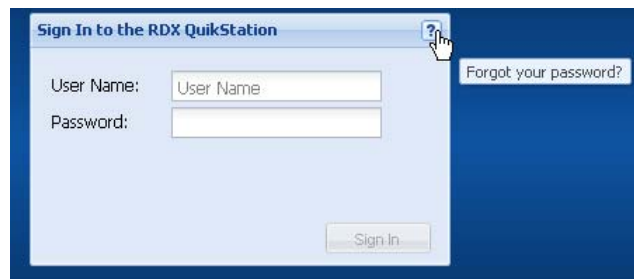 Sign In to the RDX QuikStation
?
Forgot your password?
User Name:
User Name
Password:
Sign In